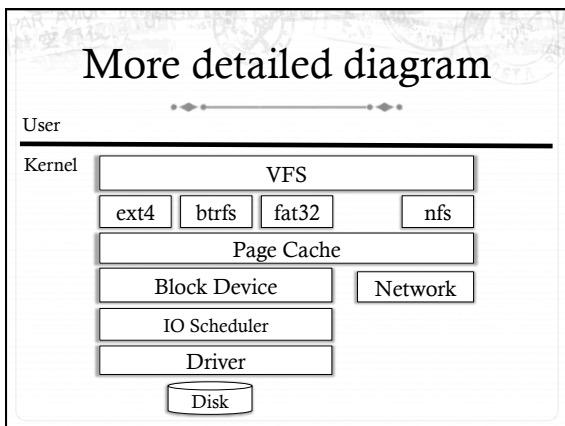 More detailed diagram
User
Kernel
VFS
ext4 btrfs fat32 nfs
Page Cache
Block Device Network
IO Scheduler
Driver
Disk